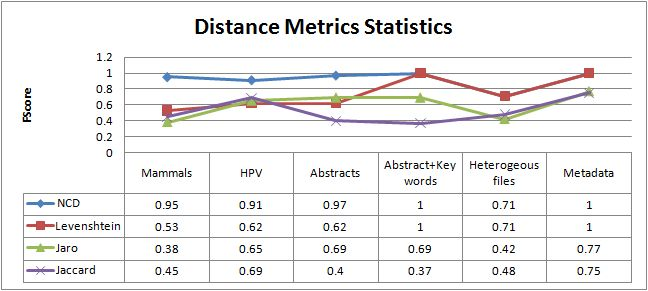 Distance Metrics Statistics
FScore
1.2
1
0.8
0.6
0.4
0.2
0
Mammals HPV Abstracts Abstract+Key Heterogeous Metadata
words files
NCD 0.95 0.91 0.97 1 0.71 1
Levenshtein 0.53 0.62 0.62 1 0.71 1
Jaro 0.38 0.65 0.69 0.69 0.42 0.77
Jaccard 0.45 0.69 0.4 0.37 0.48 0.75